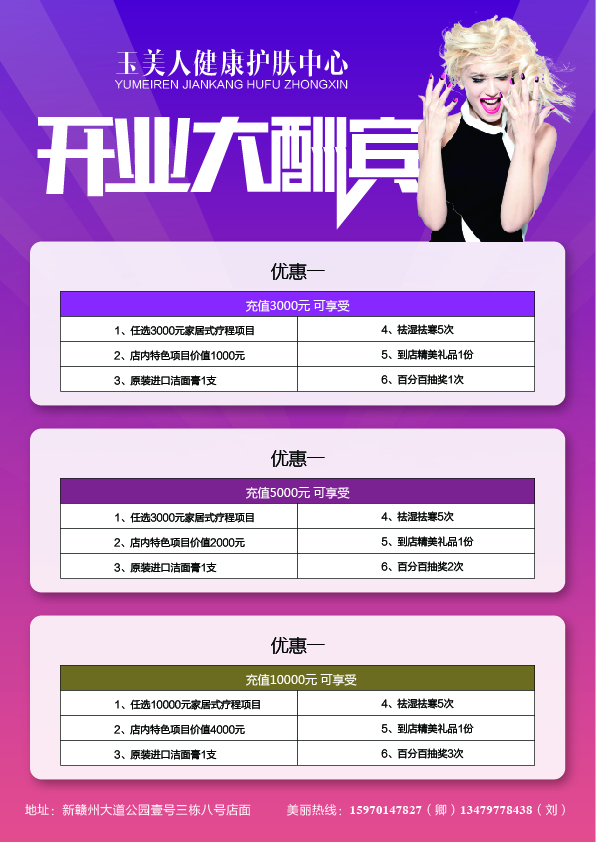 玉美人健康护肤中心
YUMEIREN JIANKANG HUFU ZHONGXIN
开业大酬宾
优惠一
充值3000元 可享受
1、任选3000元家居式疗程项目
4、祛湿祛寒5次
2、店内特色项目价值1000元
5、到店精美礼品1份
3、原装进口洁面膏1支
6、百分百抽奖1次
优惠一
充值5000元 可享受
1、任选3000元家居式疗程项目
4、祛湿祛寒5次
2、店内特色项目价值2000元
5、到店精美礼品1份
3、原装进口洁面膏1支
6、百分百抽奖2次
优惠一
充值10000元 可享受
1、任选10000元家居式疗程项目
4、祛湿祛寒5次
2、店内特色项目价值4000元
5、到店精美礼品1份
3、原装进口洁面膏1支
6、百分百抽奖3次
地址：新赣州大道公园壹号三栋八号店面 美丽热线：15970147827（卿）13479778438（刘）